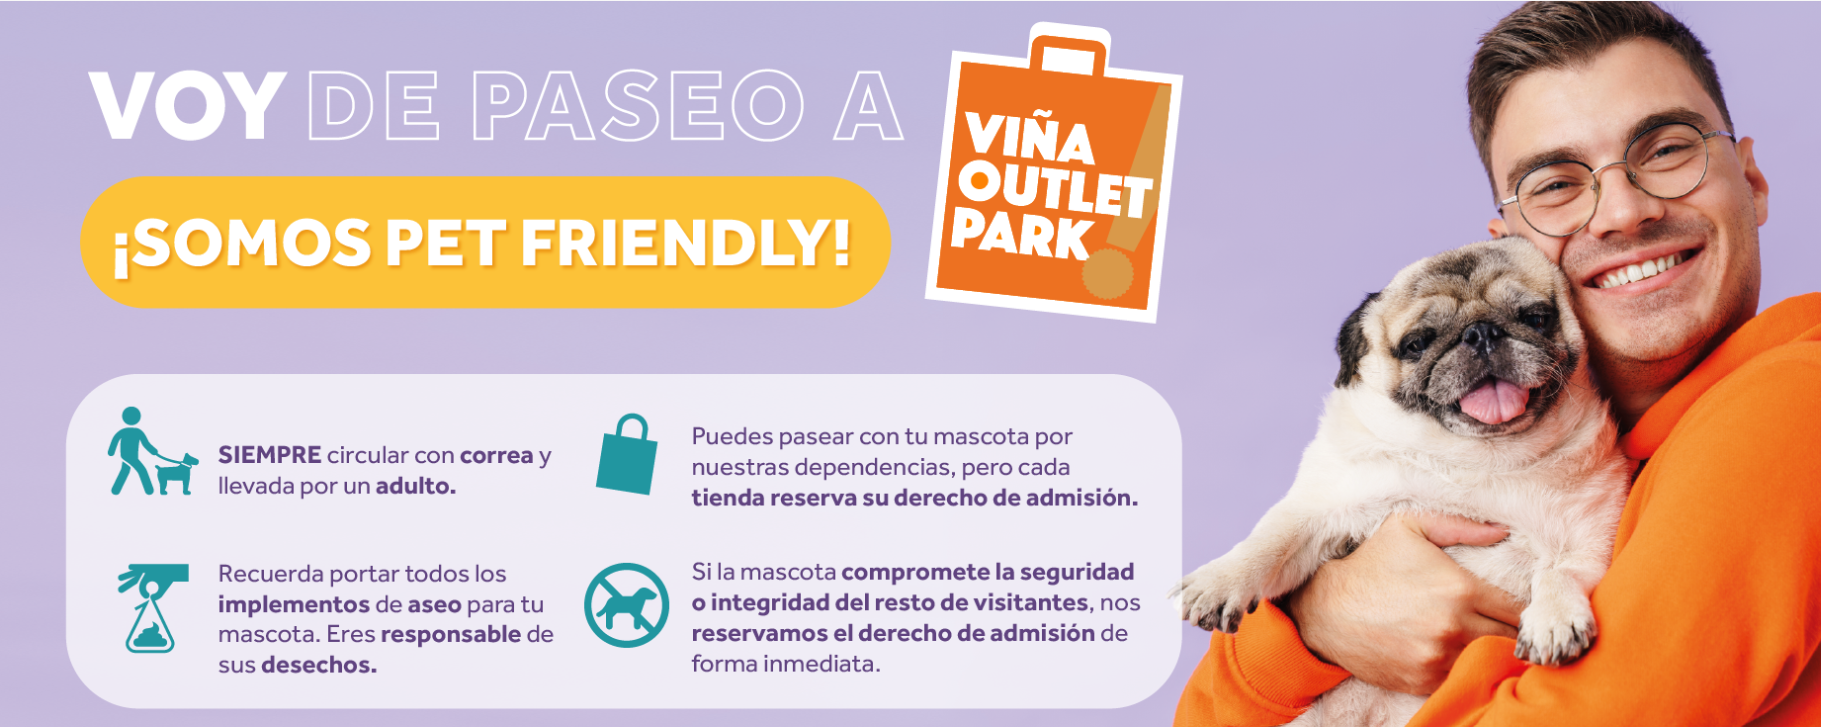 VOY DE PASEO A
VIÑA
OUTLET
PARK
¡SOMOS PET FRIENDLY!
SIEMPRE circular con correa y
llevada por un adulto.
Puedes pasear con tu mascota por
nuestras dependencias, pero cada
tienda reserva su derecho de admisión.
Recuerda portar todos los
implementos de aseo para tu
mascota. Eres responsable de
sus desechos.
Si la mascota compromete la seguridad
o integridad del resto de visitantes, nos
reservamos el derecho de admisión de
forma inmediata.